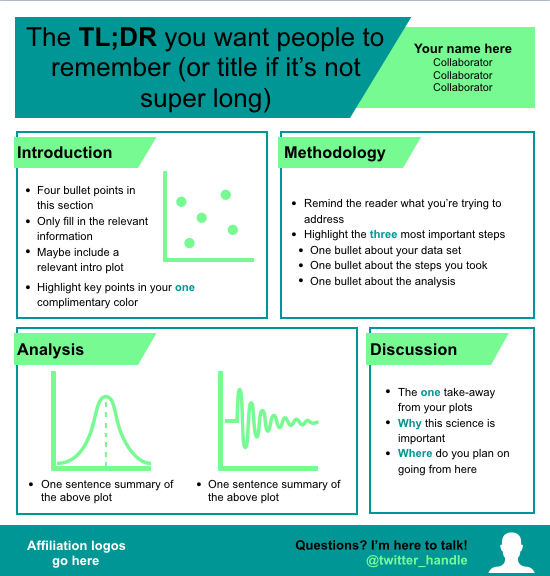 The TL;DR you want people to
remember (or title if it's not
super long)
Your name here
Collaborator
Collaborator
Collaborator
Introduction
• Four bullet points in
this section
• Only fill in the relevant
information
• Maybe include a
relevant intro plot
• Highlight key points in your one
complimentary color
Methodology
• Remind the reader what you're trying to
address
• Highlight the three most important steps
• One bullet about your data set
• One bullet about the steps you took
• One bullet about the analysis
Analysis
• One sentence summary of
the above plot
• One sentence summary of
the above plot
Discussion
• The one take-away
from your plots
• Why this science is
important
• Where do you plan on
going from here
Affiliation logos
go here
Questions? I'm here to talk!
@twitter_handle